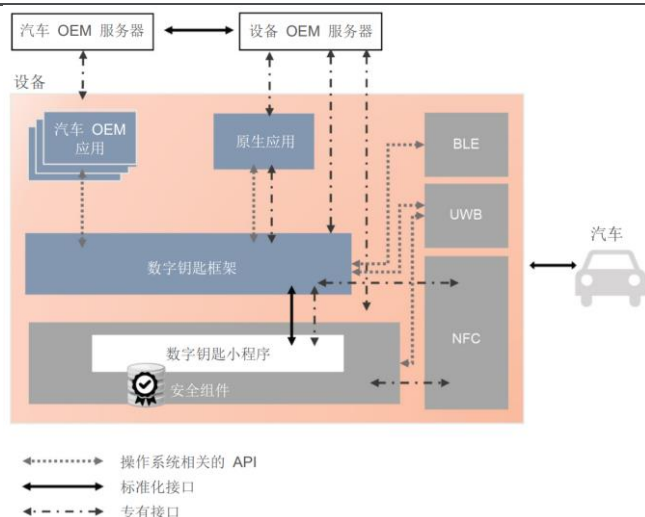 汽车 OEM 服务器
设备 OEM 服务器
设备
汽车 OEM
应用
原生应用
BLE
UWB
汽车
数字钥匙框架
NFC
数字钥匙小程序
安全组件
操作系统相关的 API
标准化接口
专有接口